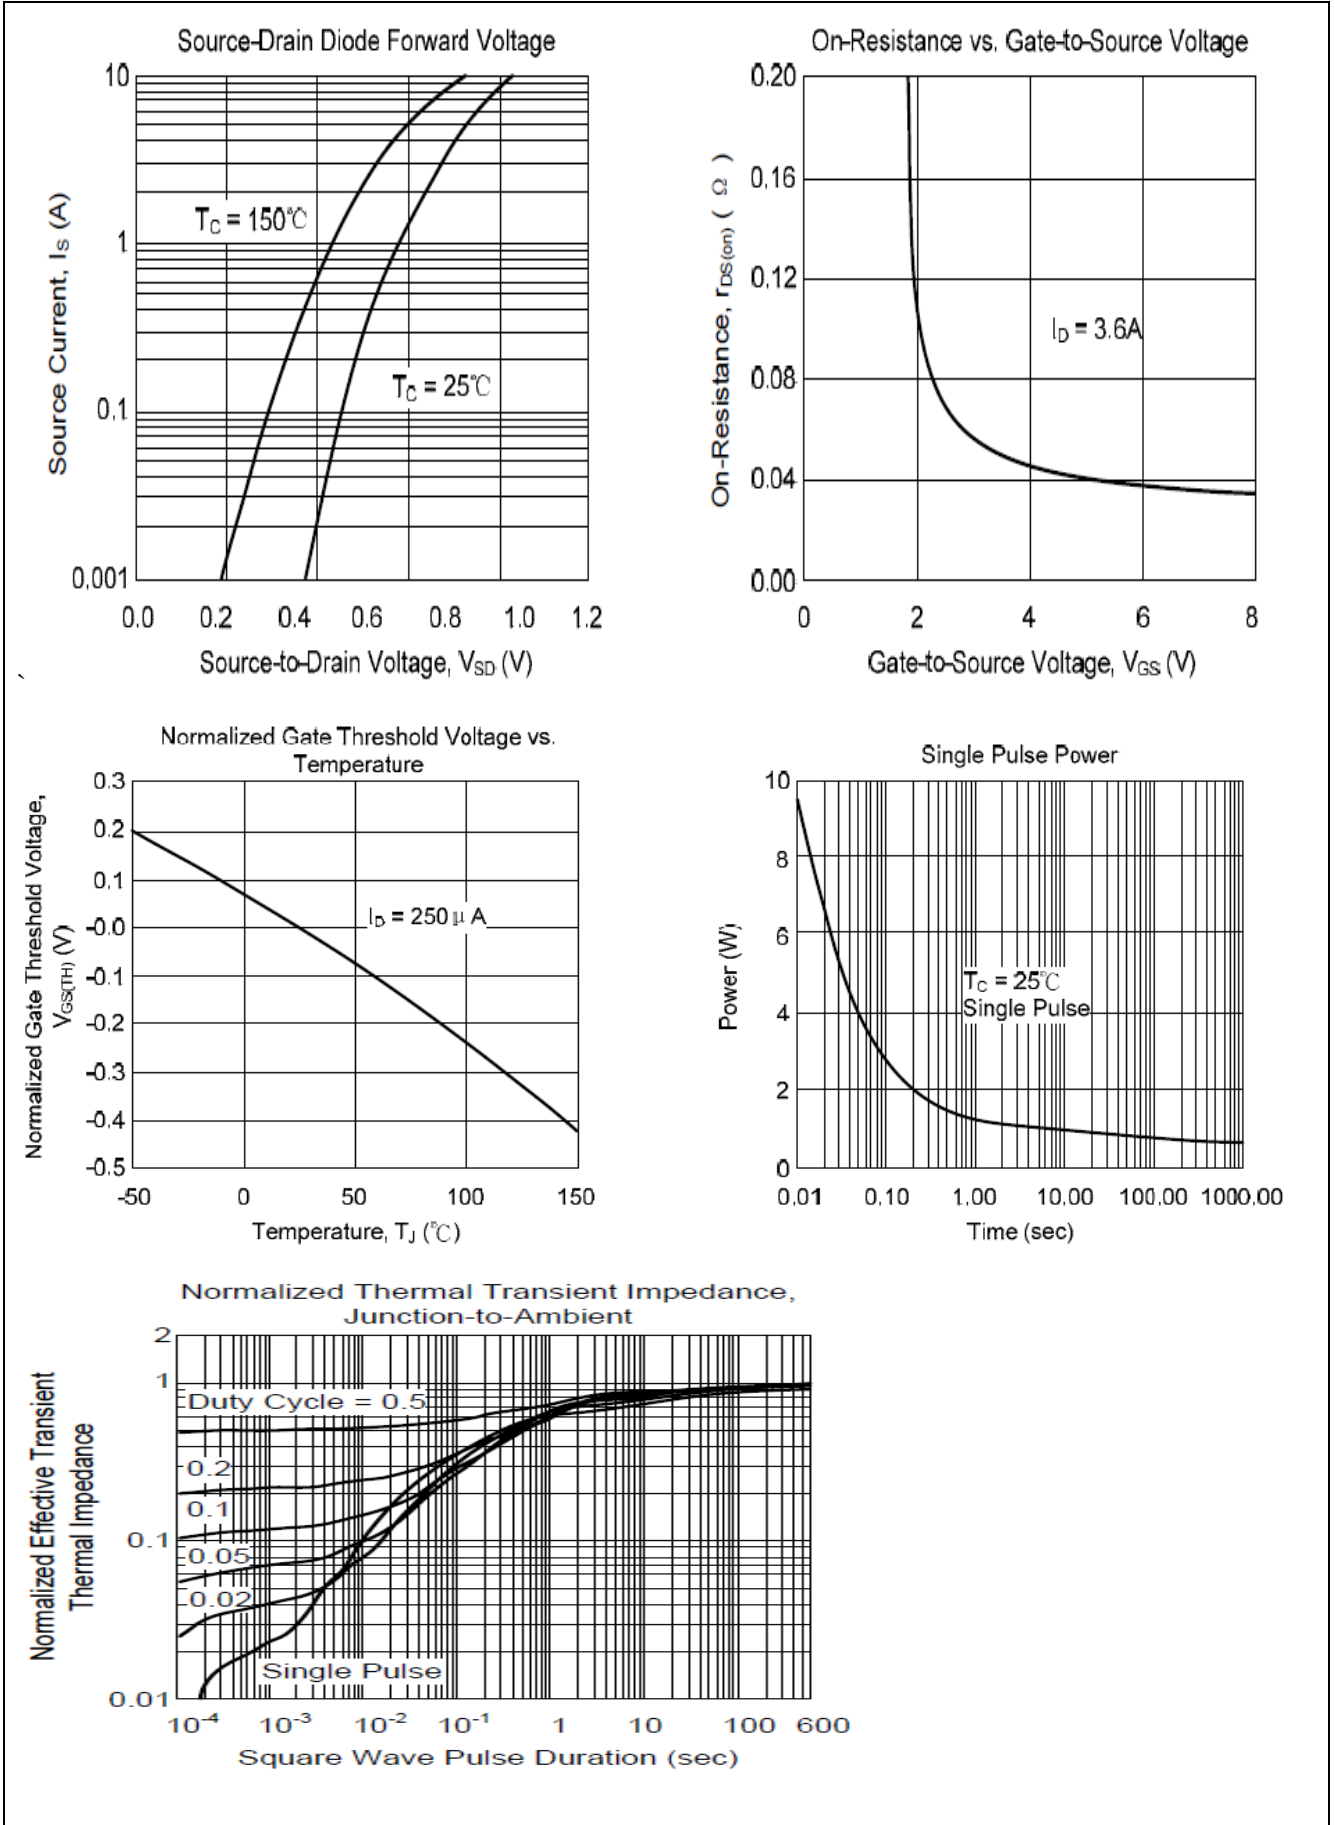 Source-Drain Diode Forward Voltage
10
1
0.1
0.001
Source Current, IS (A)
TC = 150℃
TC = 25℃
0.0 0.2 0.4 0.6 0.8 1.0 1.2
Source-to-Drain Voltage, VSD (V)
On-Resistance vs. Gate-to-Source Voltage
0.20
0.16
0.12
0.08
0.04
0.00
On-Resistance, rDS(on) ( Ω )
ID = 3.6A
0 2 4 6 8
Gate-to-Source Voltage, VGS (V)
`
Normalized Gate Threshold Voltage vs.
Temperature
0.3
0.2
0.1
-0.0
-0.1
-0.2
-0.3
-0.4
-0.5
Normalized Gate Threshold Voltage,
VGS(TH) (V)
ID = 250 μ A
-50 0 50 100 150
Temperature, TJ (℃)
Single Pulse Power
10
8
6
4
2
0
Power (W)
TC = 25℃
Single Pulse
0.01 0.10 1.00 10.00 100.00 1000.00
Time (sec)
Normalized Thermal Transient Impedance,
Junction-to-Ambient
2
1
0.1
0.01
Normalized Effective Transient
Thermal Impedance
Duty Cycle = 0.5
0.2
0.1
0.05
0.02
Single Pulse
10-4 10-3 10-2 10-1 1 10 100 600
Square Wave Pulse Duration (sec)